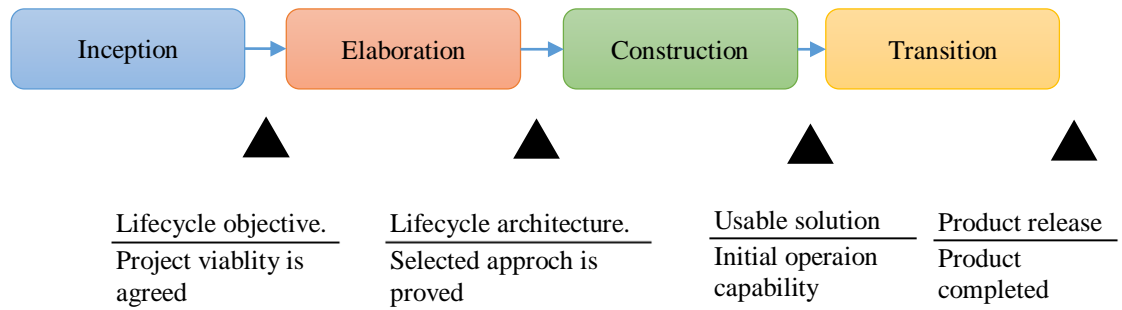 Inception
Elaboration
Construction
Transition
Lifecycle objective.
Project viablity is
agreed
Lifecycle architecture.
Selected approch is
proved
Usable solution
Initial operaion
capability
Product release
Product
completed